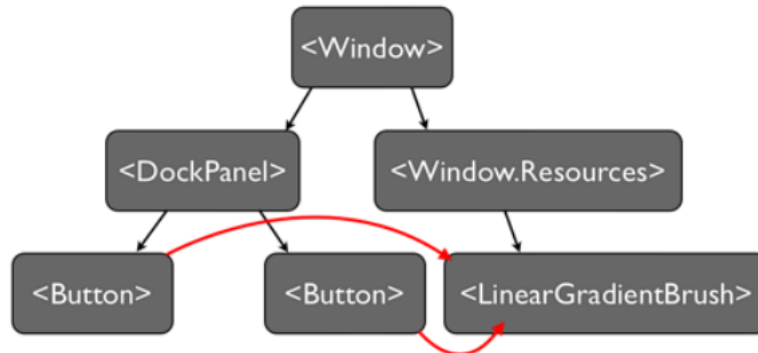 <Window>
<DockPanel>
<Window.Resources>
<Button>
<Button>
<LinearGradientBrush>